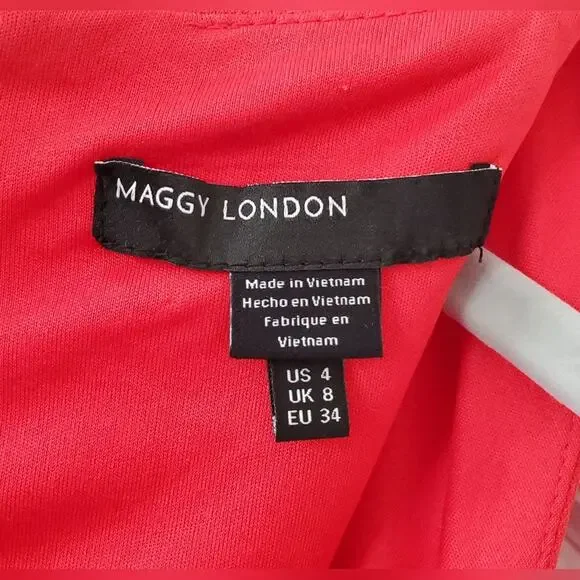 MAGGY LONDON
Made in Vietnam
Hecho en Vietnam
Fabrique en
Vietnam
US 4
UK 8
EU 34